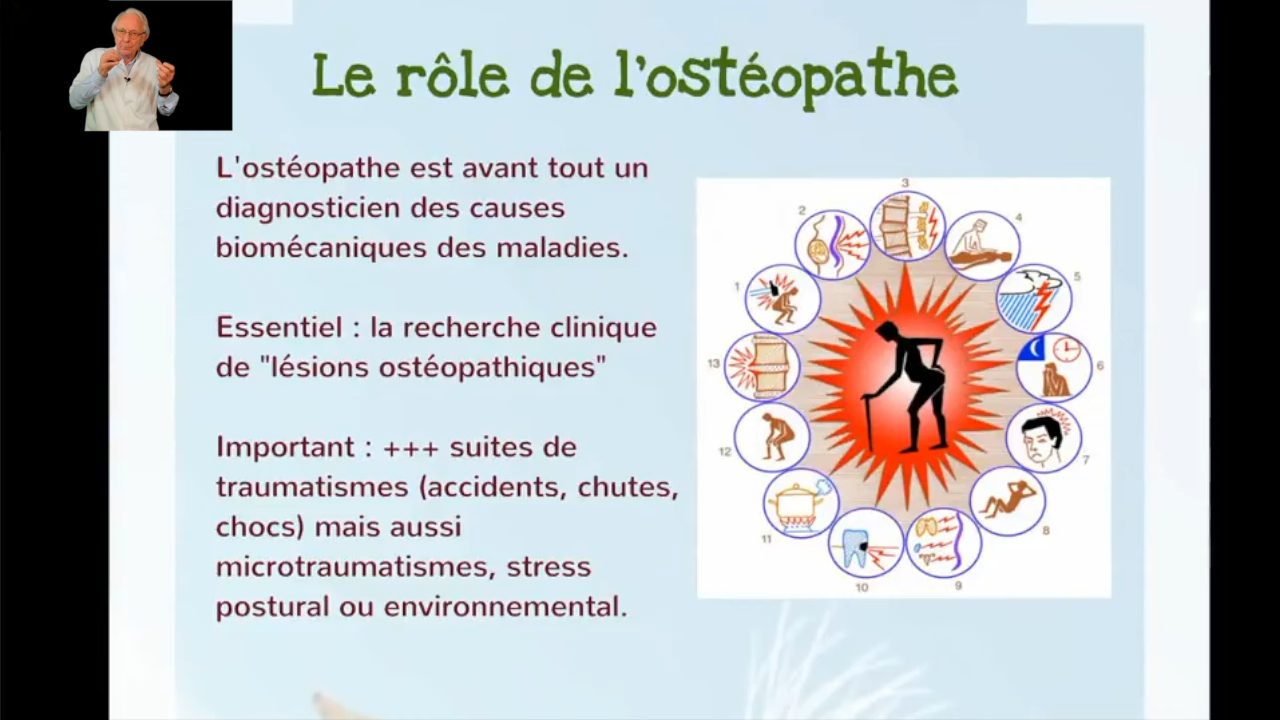 Le rôle de l'ostéopathe
L'ostéopathe est avant tout un
diagnosticien des causes
biomécaniques des maladies.
Essentiel : la recherche clinique
de "lésions ostéopathiques"
Important : +++ suites de
traumatismes (accidents, chutes,
chocs) mais aussi
microtraumatismes, stress
postural ou environnemental.
1
2
3
4
5
6
7
8
9
10
11
12
13